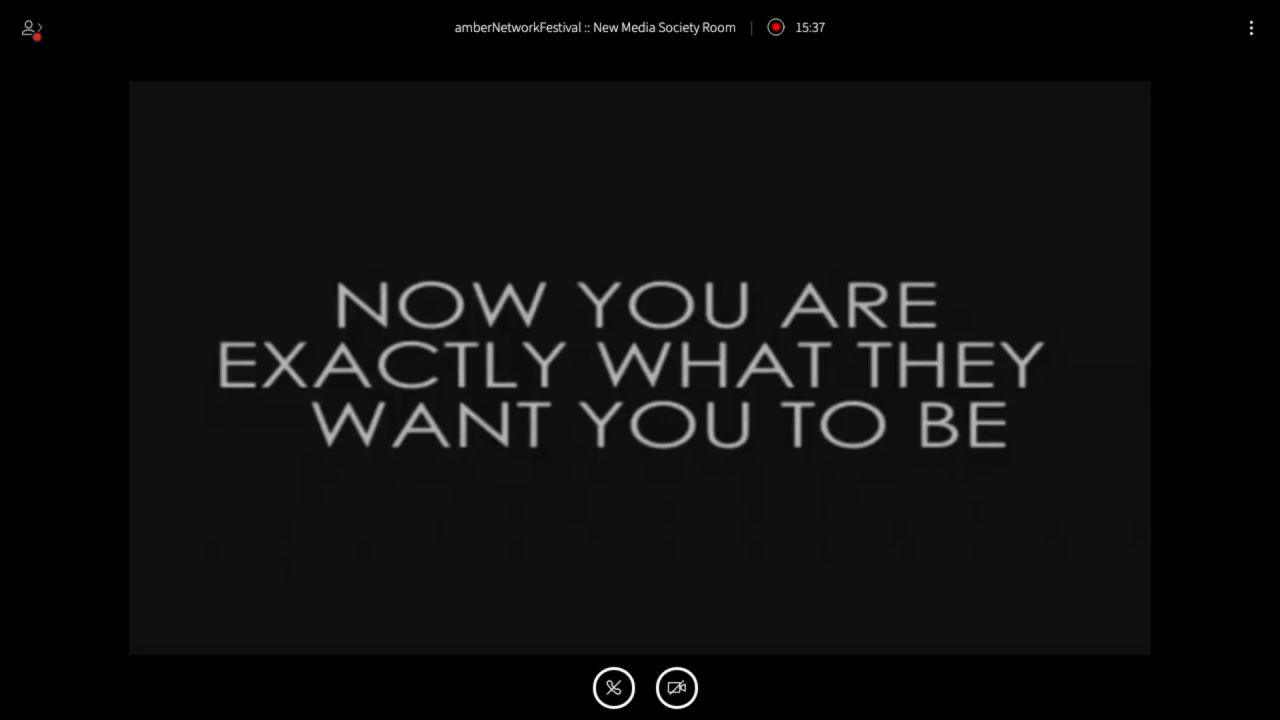 amberNetworkFestival :: New Media Society Room | 15:37
NOW YOU ARE
EXACTLY WHAT THEY
WANT YOU TO BE